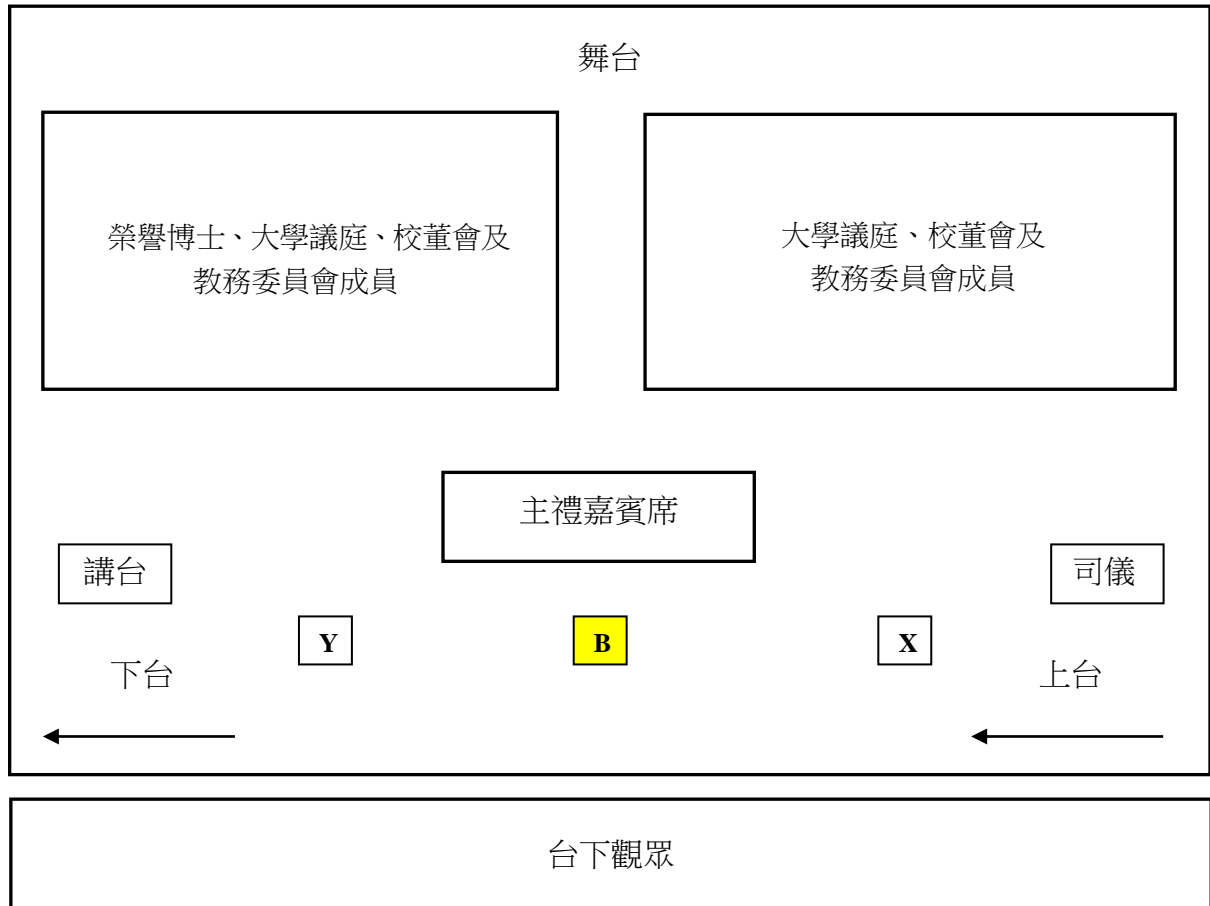 舞台
榮譽博士、大學議庭、校董會及
教務委員會成員
大學議庭、校董會及
教務委員會成員
主禮嘉賓席
講台
司儀
Y
B
X
下台
上台
台下觀眾